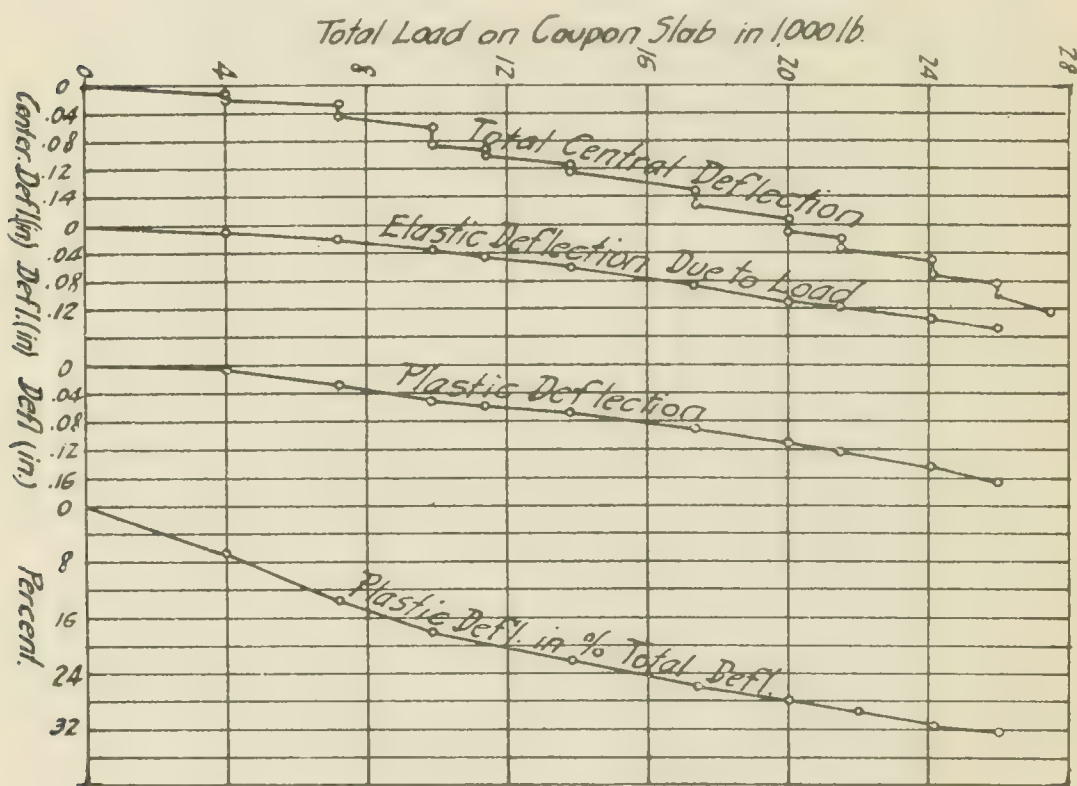 Total Load on Coupon Slab in 1,000 lb.
0 4 8 12 16 20 24 28
0
.04
.08
.12
.14
0
.04
.08
.12
0
.04
.08
.12
.16
0
8
16
24
32
Center. Defl(in) Defl.(in) Defl (in.) Percent.
Total Central Deflection
Elastic Deflection Due to Load
Plastic Deflection
Plastic Defl. in % Total Defl.